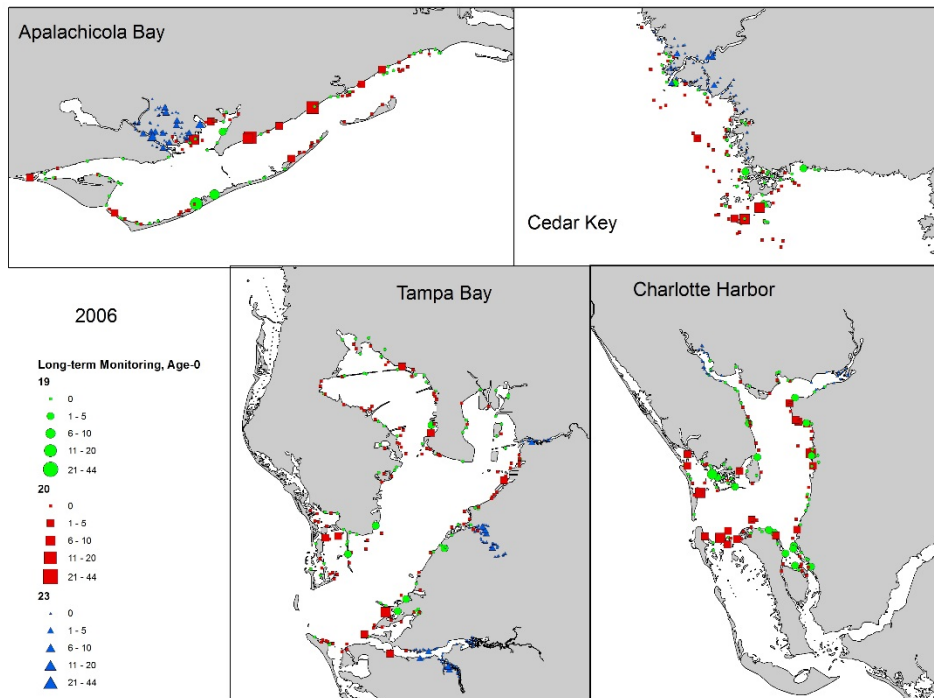 Apalachicola Bay
Cedar Key
Tampa Bay
Charlotte Harbor
2006
Long-term Monitoring, Age-0
19
0
1 - 5
6 - 10
11 - 20
21 - 44
20
0
1 - 5
6 - 10
11 - 20
21 - 44
23
0
1 - 5
6 - 10
11 - 20
21 - 44